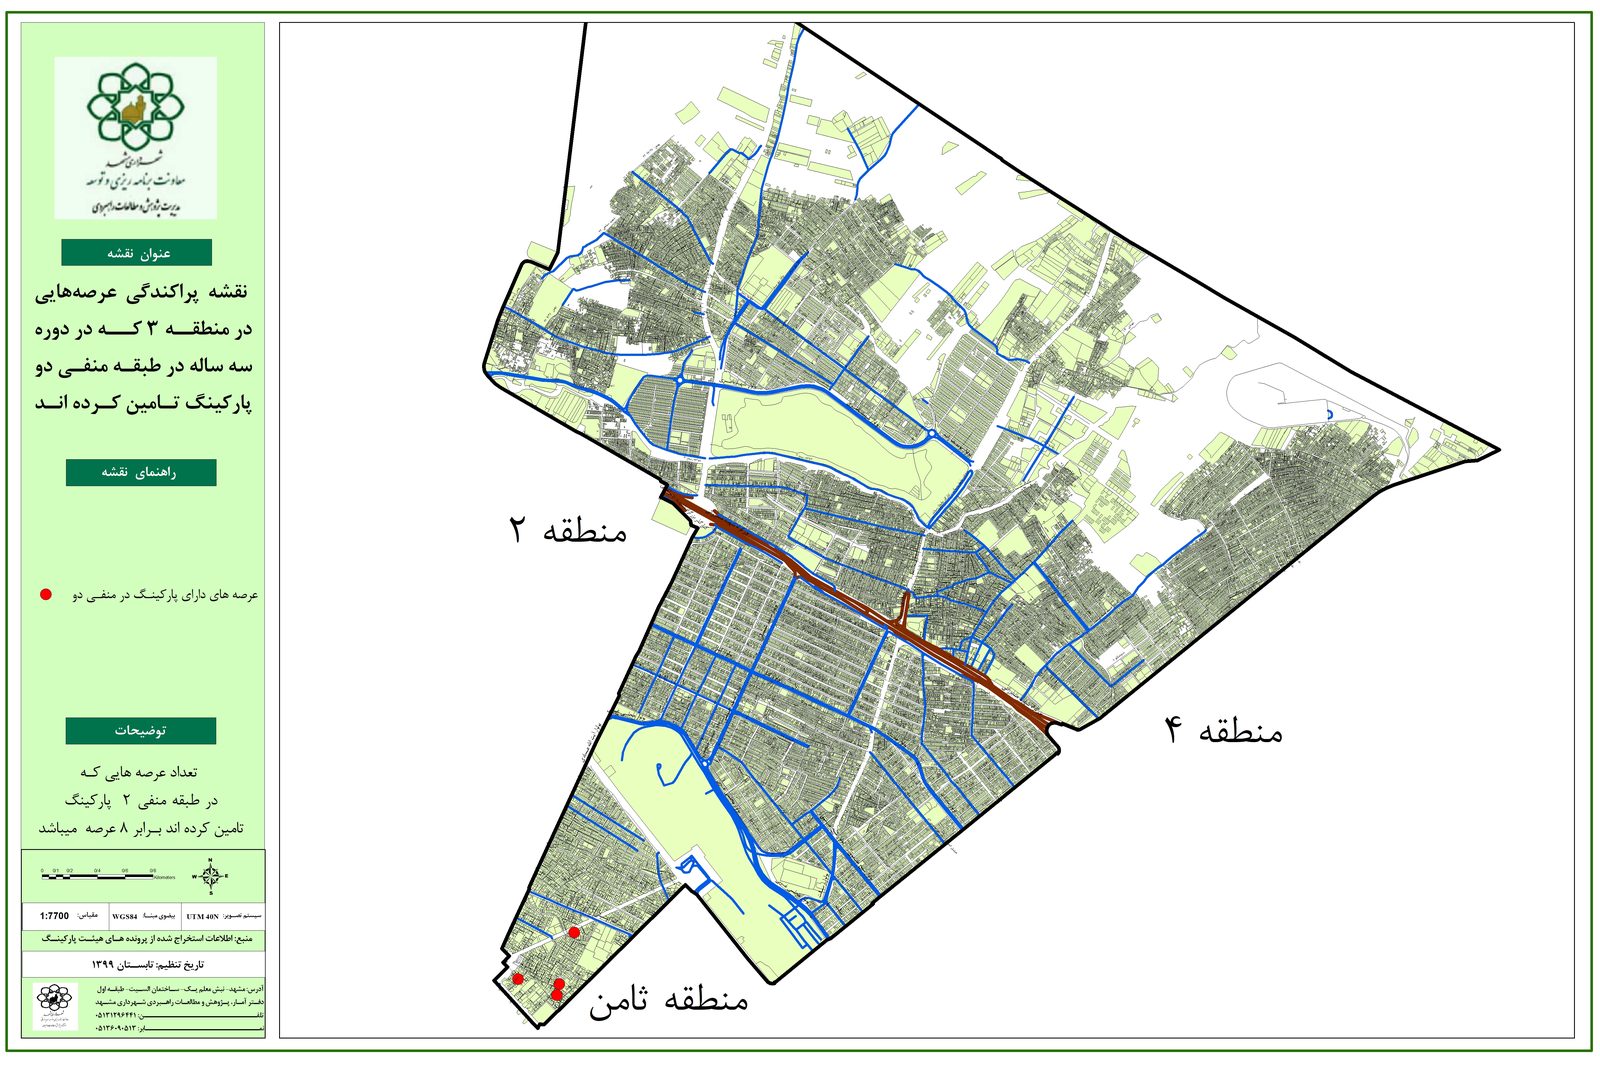 شهرداری مشهد
معاونت برنامه ریزی و توسعه
مدیریت پژوهش و مطالعات راهبردی
عنوان نقشه
نقشه پراکندگی عرصه‌هایی
در منطقه ۳ که در دوره
سه ساله در طبقه منفی دو
پارکینگ تامین کرده اند
راهنمای نقشه
عرصه های دارای پارکینگ در منفی دو
توضیحات
تعداد عرصه هایی که
در طبقه منفی ۲ پارکینگ
تامین کرده اند برابر ۸ عرصه میباشد
N
W E
S
0 0/1 0/2 0/4 0/6 0/8
Kilometers
سیستم تصویر: UTM 40N بیضوی مبنا: WGS84 مقیاس: 1:7700
منبع: اطلاعات استخراج شده از پرونده های هیئت پارکینگ
تاریخ تنظیم: تابستان ۱۳۹۹
آدرس: مشهد - نبش معلم یک - ساختمان السیت - طبقه اول
دفتر آمار، پژوهش و مطالعات راهبردی شهرداری مشهد
تلفن: ۰۵۱۳۱۲۹۶۴۴۱
نمابر: ۰۵۱۳۶۰۹۰۵۱۳
منطقه ۲
منطقه ۴
منطقه ثامن